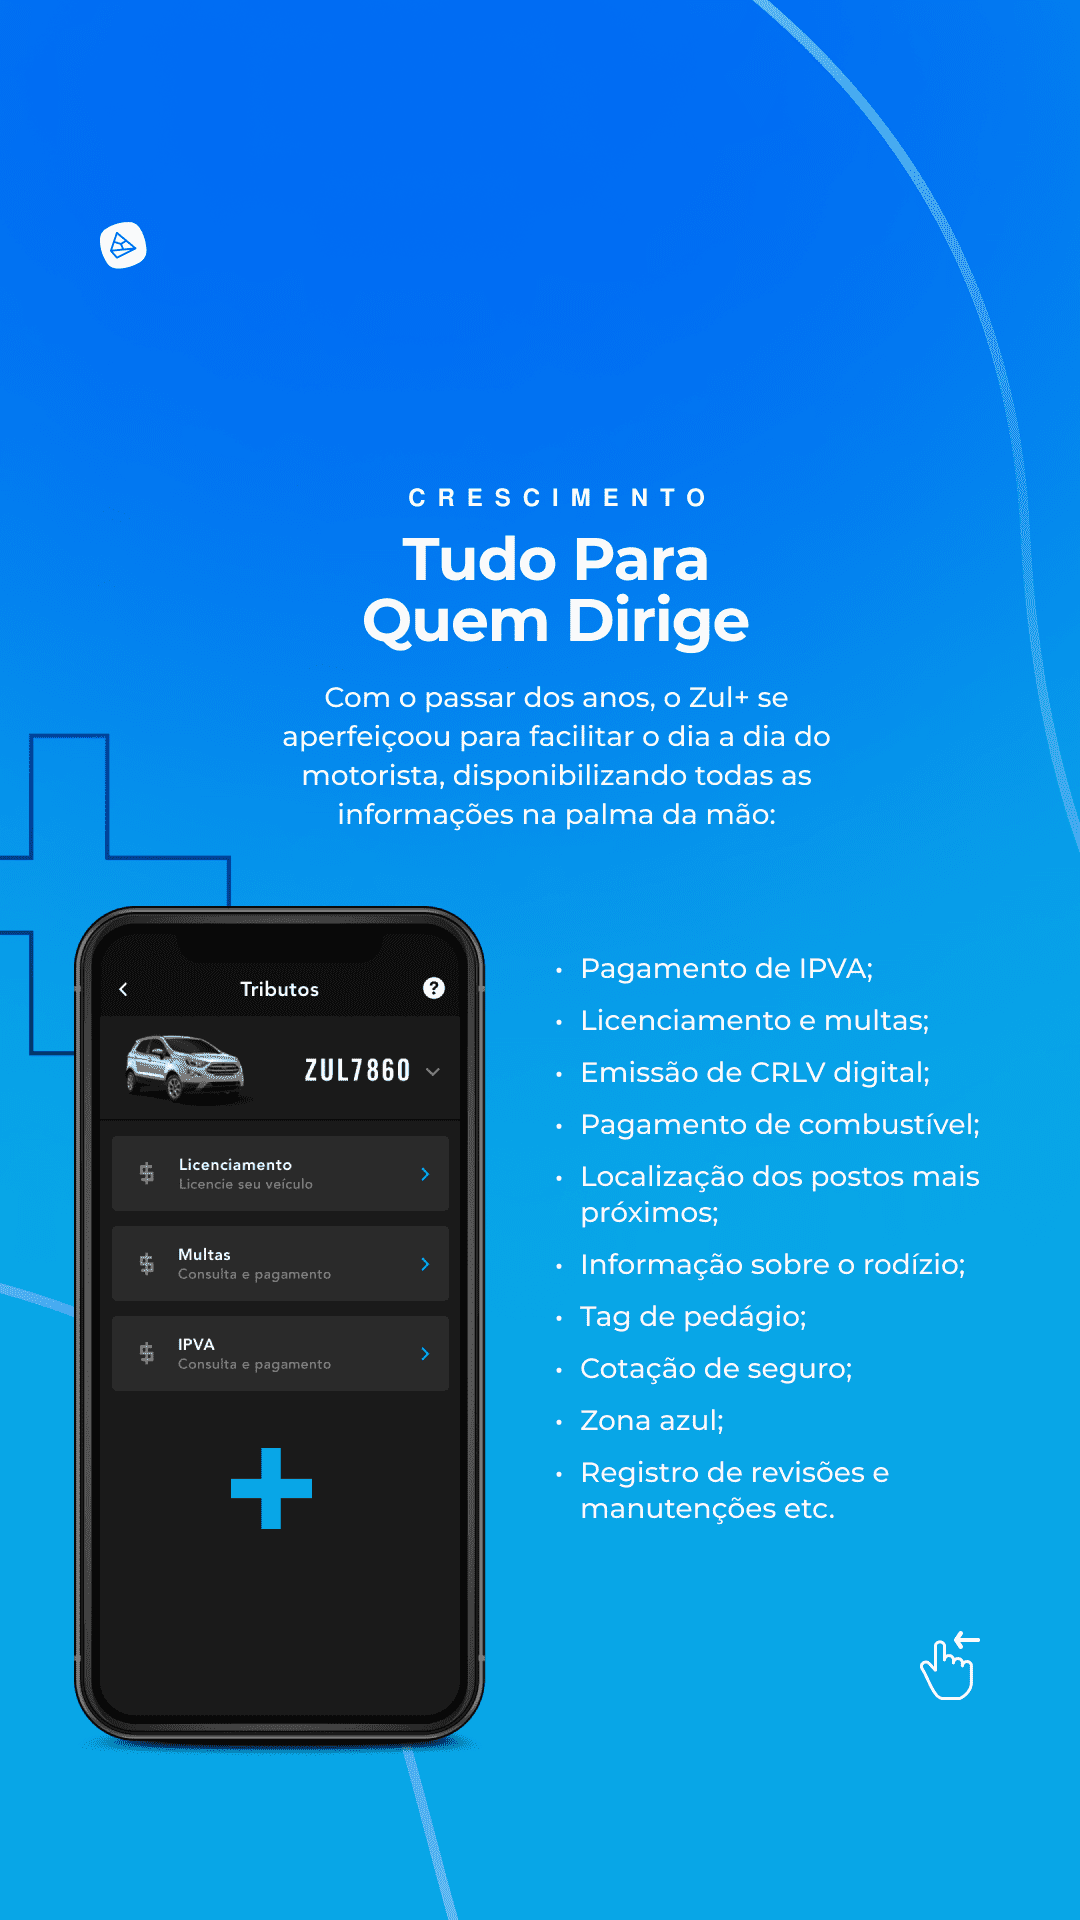 CRESCIMENTO
Tudo Para
Quem Dirige
Com o passar dos anos, o Zul+ se
aperfeiçoou para facilitar o dia a dia do
motorista, disponibilizando todas as
informações na palma da mão:
Tributos
?
ZUL7860
$ Licenciamento
Licencie seu veículo
$ Multas
Consulta e pagamento
$ IPVA
Consulta e pagamento
• Pagamento de IPVA;
• Licenciamento e multas;
• Emissão de CRLV digital;
• Pagamento de combustível;
• Localização dos postos mais
próximos;
• Informação sobre o rodízio;
• Tag de pedágio;
• Cotação de seguro;
• Zona azul;
• Registro de revisões e
manutenções etc.